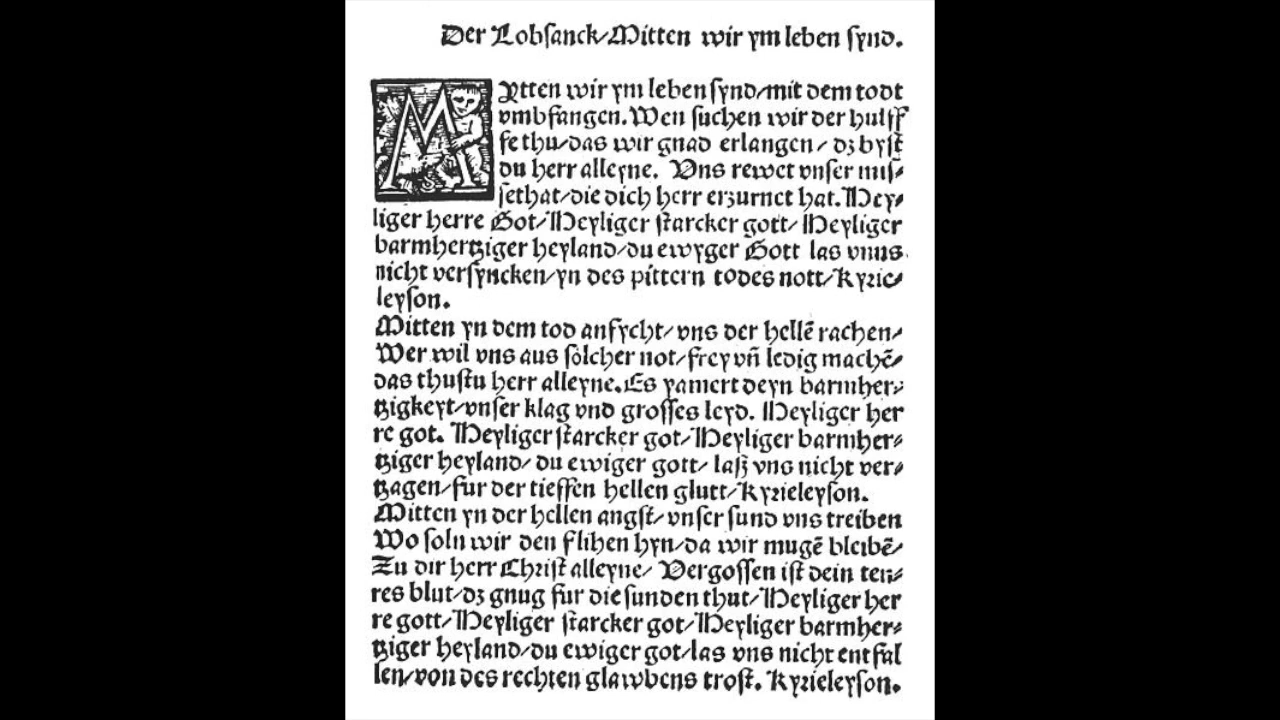 Der Lobsanck/Mitten wir ym leben synd.
Mytten wir ym leben synd/mit dem todt
vmbfangen. Wen suchen wir der hulff
fe thu/das wir gnad erlangen/ dz byst
du herr alleyne. Vns rewet vnser mis/
sethat/die dich herr erzurnet hat. Hey/
liger herre Got/Heyliger starcker gott/ Heyliger
barmhertziger heyland/du ewyger Gott las vnns
nicht versyncken/yn des pittern todes nott/Kyrie/
leyson.
Mitten yn dem tod anfycht/ vns der hellē rachen/
Wer wil vns aus solcher not/frey vñ ledig machē/
das thustu herr alleyne. Es yamert deyn barmher/
tzigkeyt/vnser klag vnd grosses leyd. Heyliger her
re got. Heyliger starcker got/Heyliger barmher/
tziger heyland/ du ewiger gott/ laß vns nicht ver/
tzagen/fur der tieffen hellen glutt/Kyrieleyson.
Mitten yn der hellen angst/ vnser sund vns treiben
Wo soln wir den flihen hyn/da wir mugē bleibē/
Zu dir herr Christ alleyne/ Vergossen ist dein teu/
res blut/dz gnug fur die sunden thut/Heyliger her
re gott/Heyliger starcker got/Heyliger barmher/
tziger heyland/du ewiger got/las vns nicht entfal
len/von des rechten glawbens trost. Kyrieleyson.